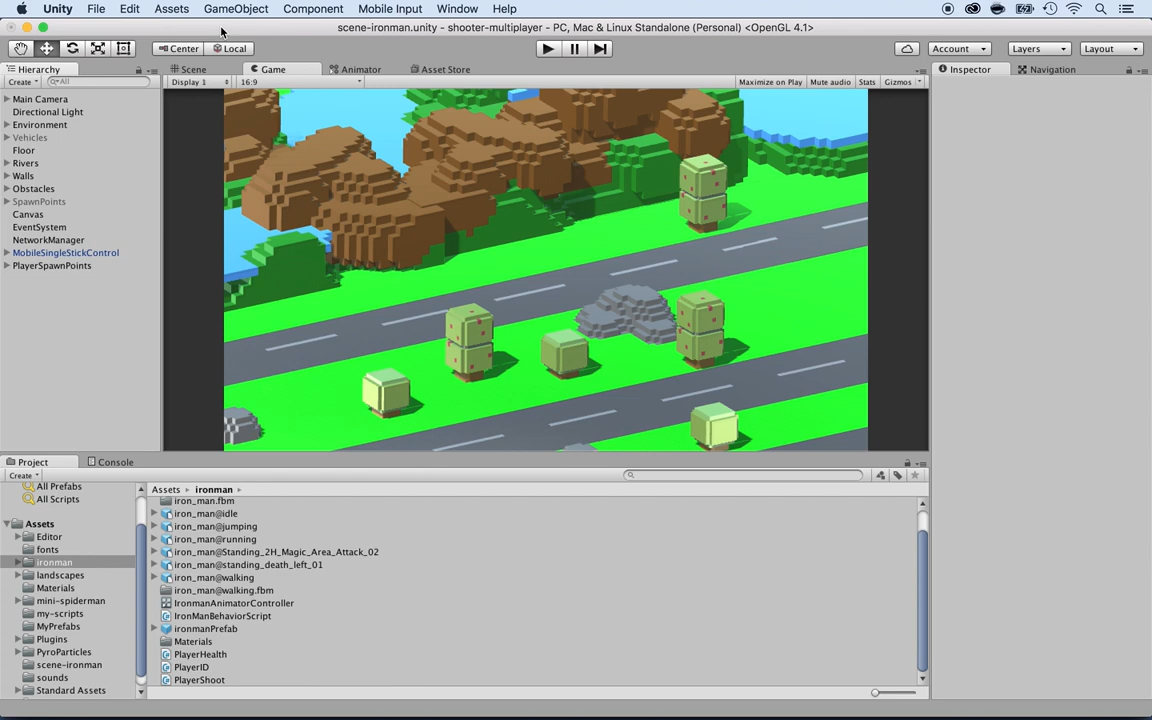 Unity File Edit Assets GameObject Component Mobile Input Window Help
scene-ironman.unity - shooter-multiplayer - PC, Mac & Linux Standalone (Personal) <OpenGL 4.1>
Center Local Account Layers Layout
Hierarchy Scene Game Animator Asset Store Inspector Navigation
Create All Display 1 16:9 Maximize on Play Mute audio Stats Gizmos
Main Camera
Directional Light
Environment
Vehicles
Floor
Rivers
Walls
Obstacles
SpawnPoints
Canvas
EventSystem
NetworkManager
MobileSingleStickControl
PlayerSpawnPoints
Project Console
Create
All Prefabs
All Scripts
Assets
Editor
fonts
ironman
landscapes
Materials
mini-spiderman
my-scripts
MyPrefabs
Plugins
PyroParticles
scene-ironman
sounds
Standard Assets
Assets ironman
iron_man.fbm
iron_man@idle
iron_man@jumping
iron_man@running
iron_man@Standing_2H_Magic_Area_Attack_02
iron_man@standing_death_left_01
iron_man@walking
iron_man@walking.fbm
IronmanAnimatorController
IronManBehaviorScript
ironmanPrefab
Materials
PlayerHealth
PlayerID
PlayerShoot